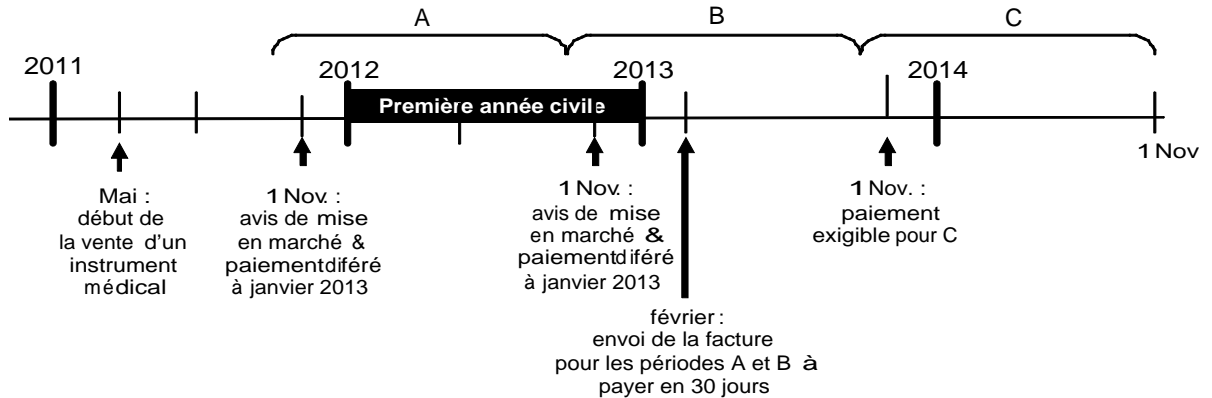 A
B
C
2011
2012
2013
2014
Première année civile
Mai :
début de
la vente d'un
instrument
médical
1 Nov. :
avis de mise
en marché &
paiementdiféré
à janvier 2013
1 Nov. :
avis de mise
en marché &
paiementdiféré
à janvier 2013
février :
envoi de la facture
pour les périodes A et B à
payer en 30 jours
1 Nov. :
paiement
exigible pour C
1 Nov